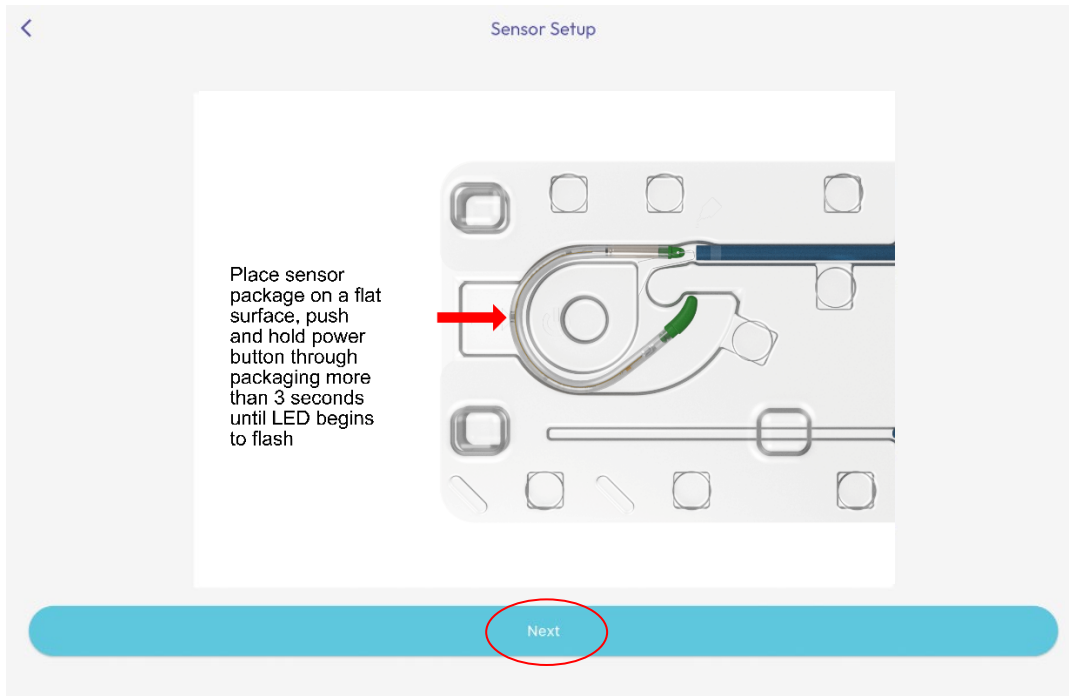 Sensor Setup
Place sensor
package on a flat
surface, push
and hold power
button through
packaging more
than 3 seconds
until LED begins
to flash
Next